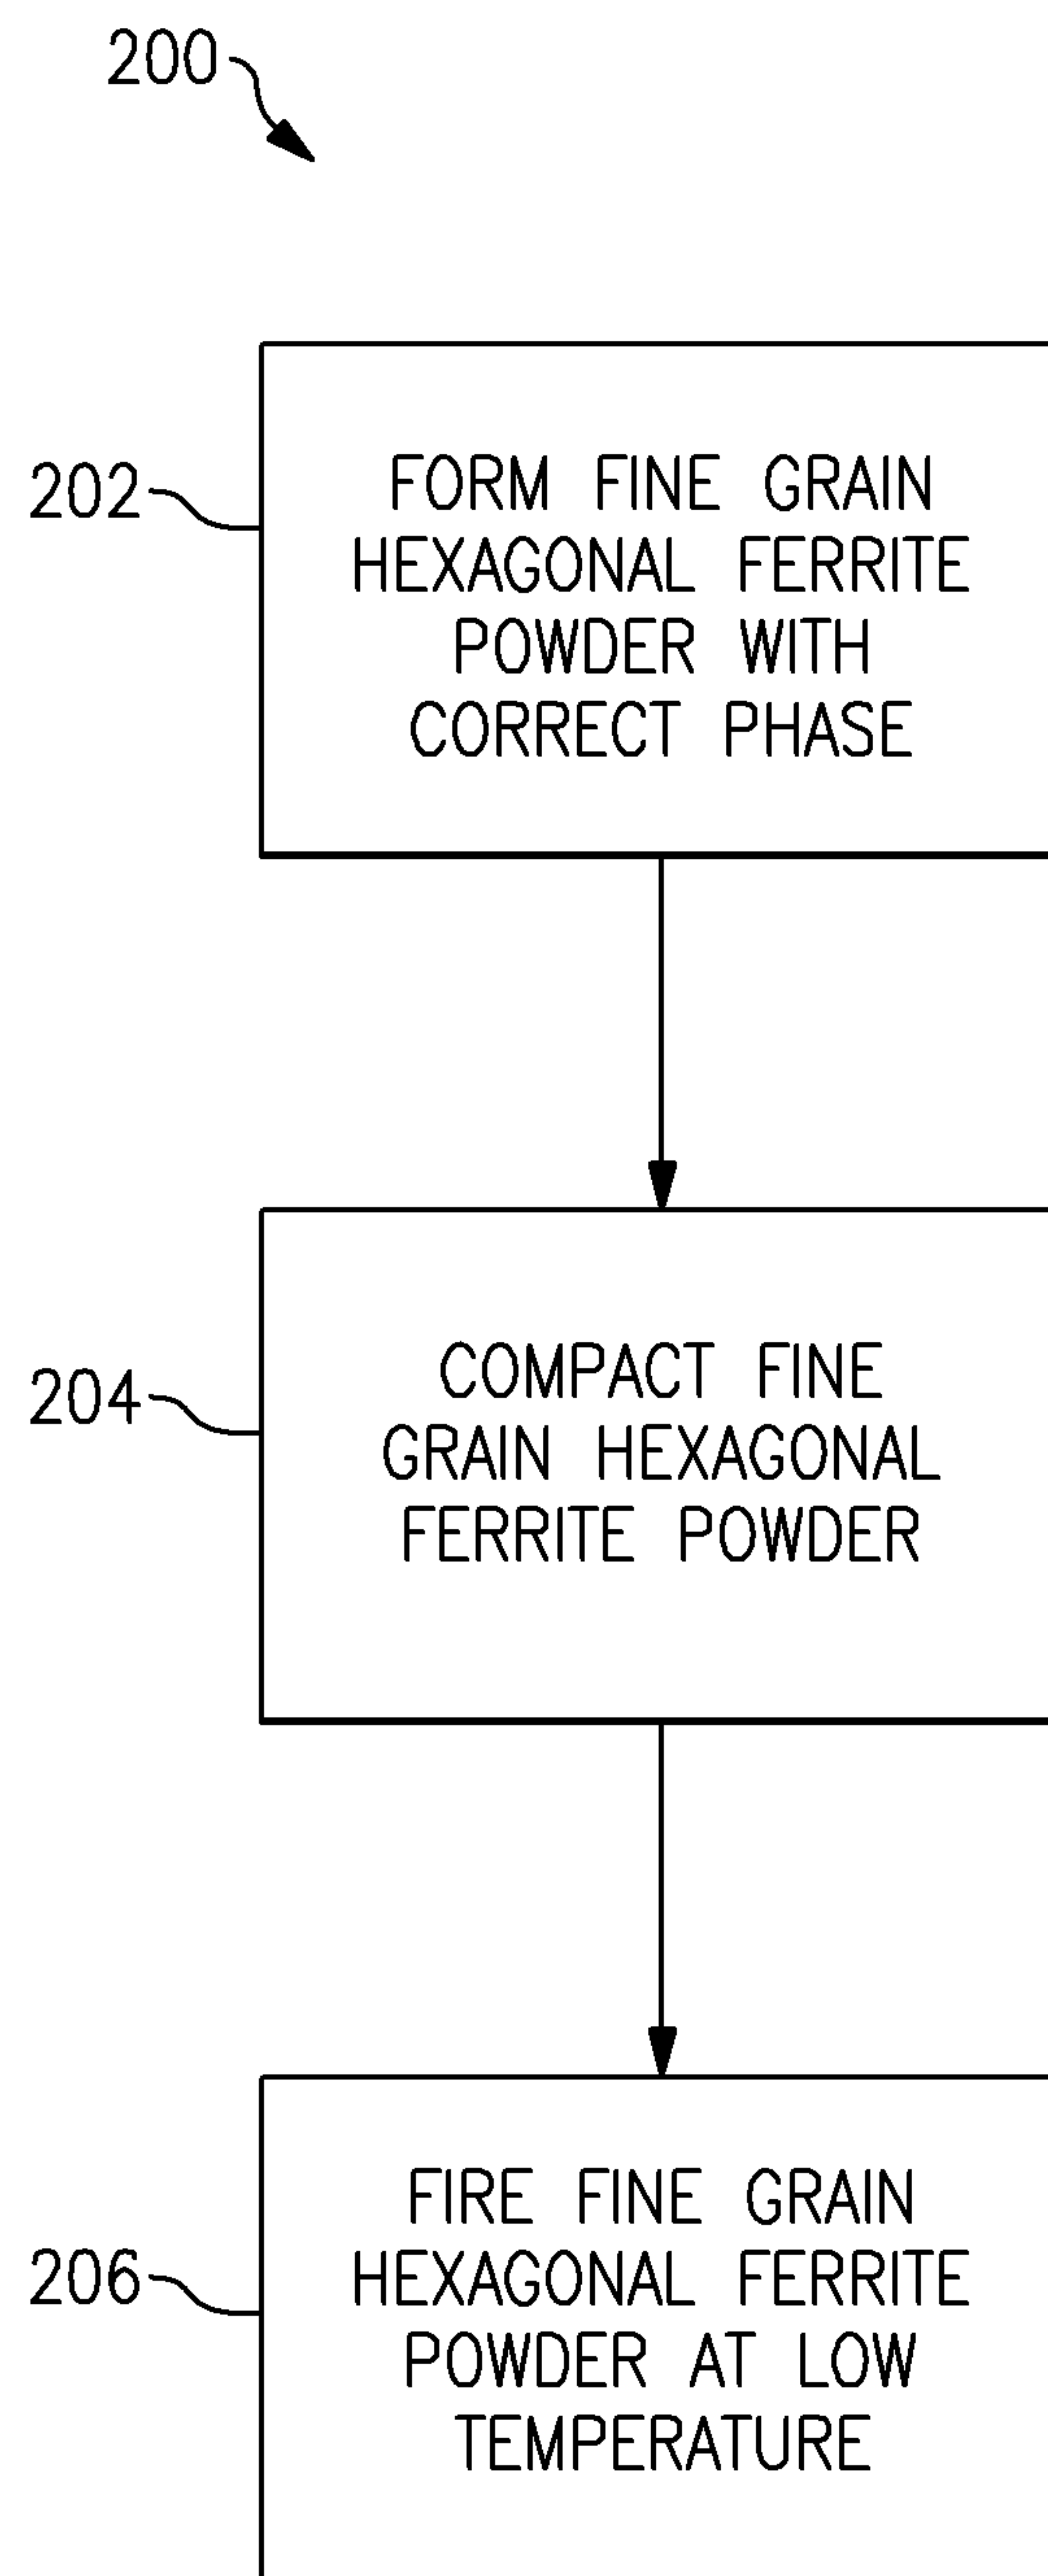 200
202
FORM FINE GRAIN
HEXAGONAL FERRITE
POWDER WITH
CORRECT PHASE
204
COMPACT FINE
GRAIN HEXAGONAL
FERRITE POWDER
206
FIRE FINE GRAIN
HEXAGONAL FERRITE
POWDER AT LOW
TEMPERATURE